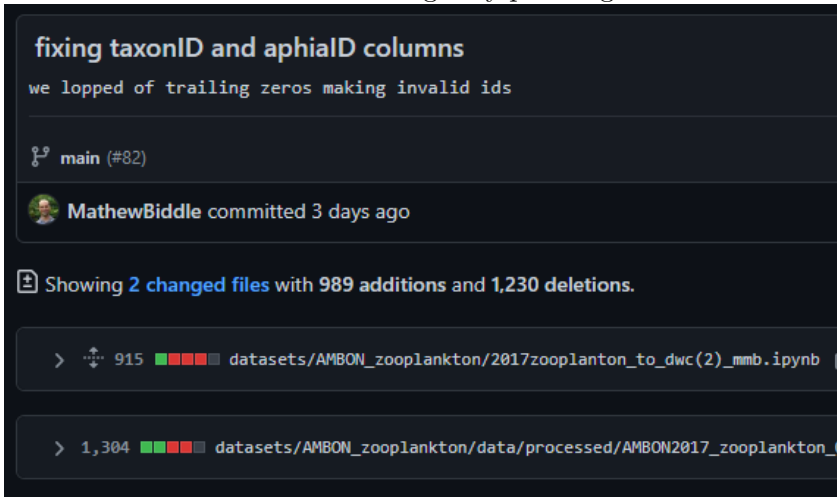 fixing taxonID and aphiaID columns
we lopped of trailing zeros making invalid ids
main (#82)
MathewBiddle committed 3 days ago
Showing 2 changed files with 989 additions and 1,230 deletions.
915 datasets/AMBON_zooplankton/2017zooplanton_to_dwc(2)_mmb.ipynb
1,304 datasets/AMBON_zooplankton/data/processed/AMBON2017_zooplankton_